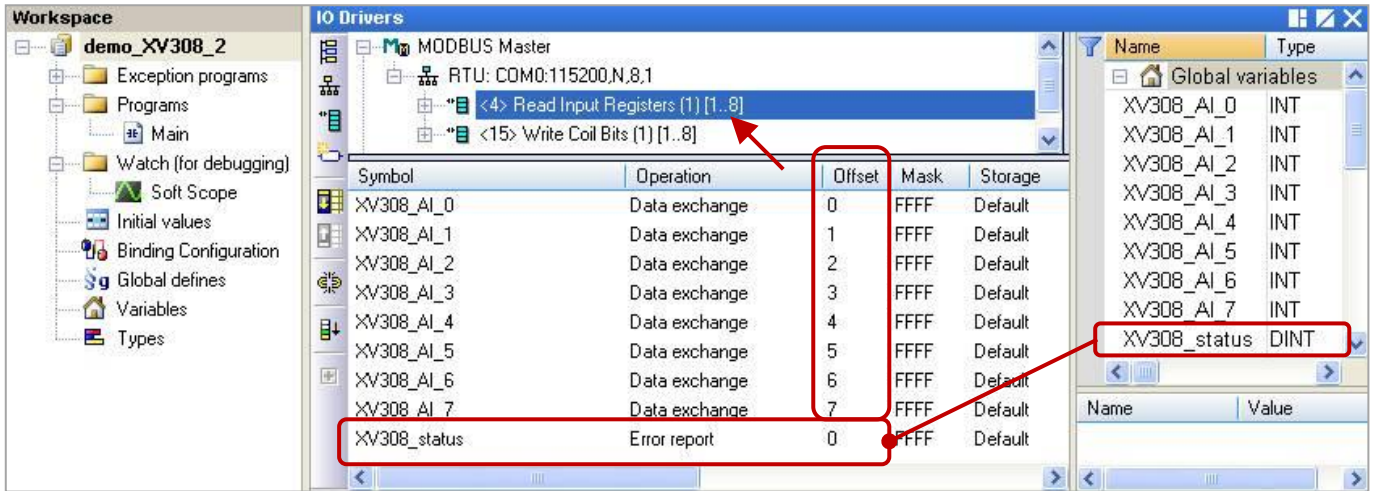 Workspace
demo_XV308_2
Exception programs
Programs
Main
Watch (for debugging)
Soft Scope
Initial values
Binding Configuration
Global defines
Variables
Types
IO Drivers
MODBUS Master
RTU: COM0:115200,N,8,1
<4> Read Input Registers (1) [1..8]
<15> Write Coil Bits (1) [1..8]
Symbol Operation Offset Mask Storage
XV308_AI_0 Data exchange 0 FFFF Default
XV308_AI_1 Data exchange 1 FFFF Default
XV308_AI_2 Data exchange 2 FFFF Default
XV308_AI_3 Data exchange 3 FFFF Default
XV308_AI_4 Data exchange 4 FFFF Default
XV308_AI_5 Data exchange 5 FFFF Default
XV308_AI_6 Data exchange 6 FFFF Default
XV308_AI_7 Data exchange 7 FFFF Default
XV308_status Error report 0 FFFF Default
Name Type
Global variables
XV308_AI_0 INT
XV308_AI_1 INT
XV308_AI_2 INT
XV308_AI_3 INT
XV308_AI_4 INT
XV308_AI_5 INT
XV308_AI_6 INT
XV308_AI_7 INT
XV308_status DINT
Name Value